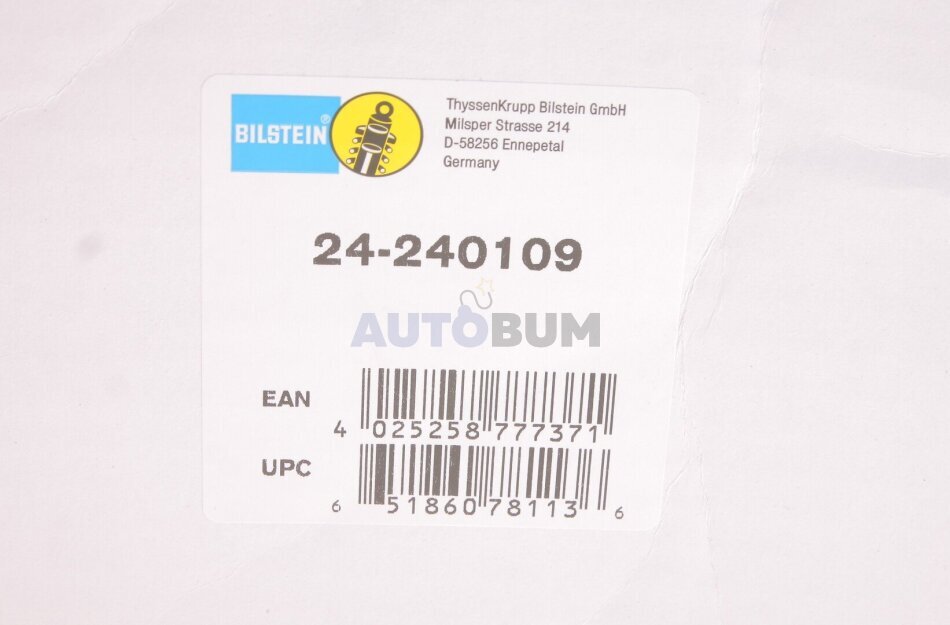 BILSTEIN®
ThyssenKrupp Bilstein GmbH
Milsper Strasse 214
D-58256 Ennepetal
Germany
24-240109
AUTOBUM
EAN
4 025258 777371
UPC
6 51860 78113 6